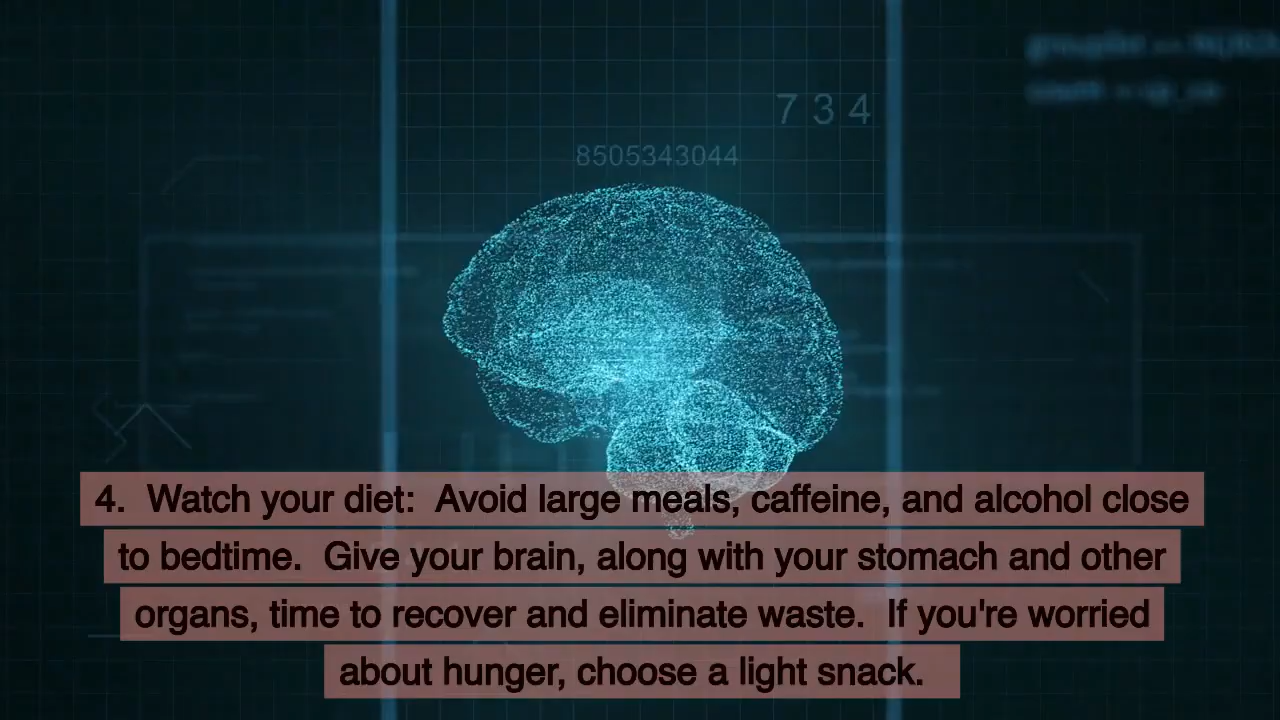 7 3 4
8505343044
4.  Watch your diet:  Avoid large meals, caffeine, and alcohol close
to bedtime.  Give your brain, along with your stomach and other
organs, time to recover and eliminate waste.  If you're worried
about hunger, choose a light snack.